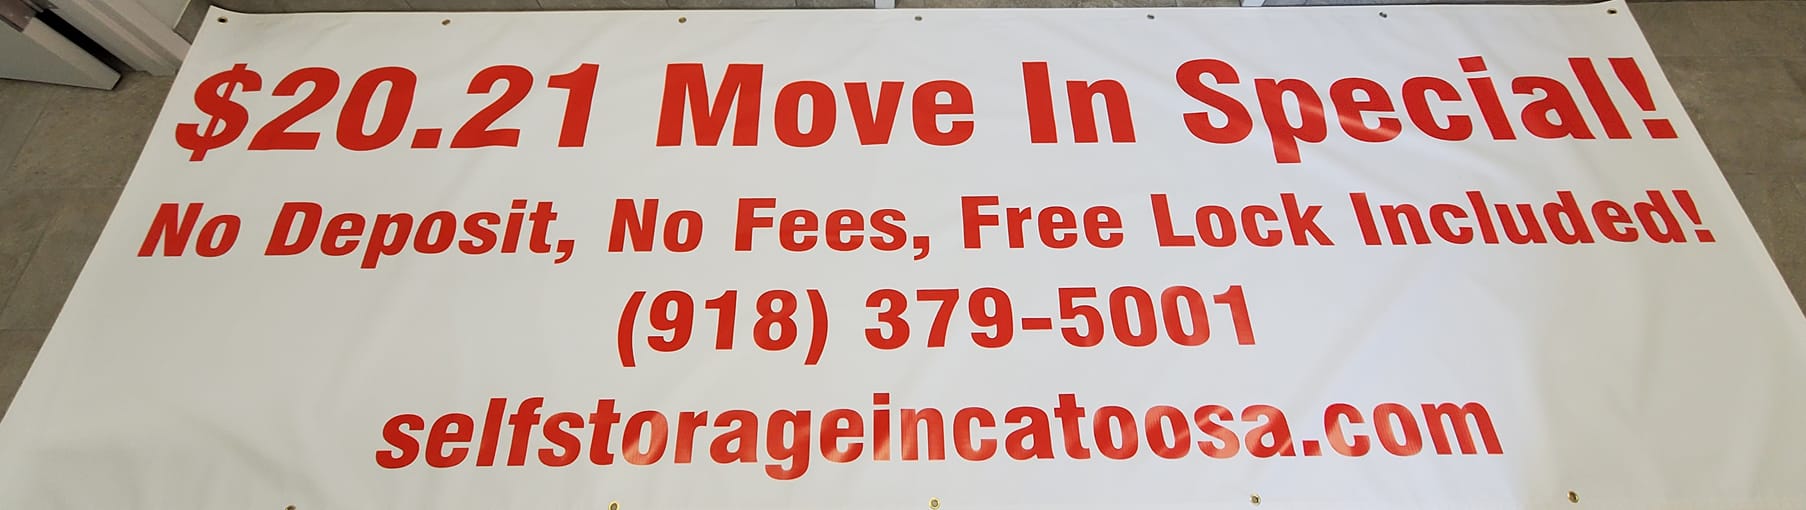 $20.21 Move In Special!
No Deposit, No Fees, Free Lock Included!
(918) 379-5001
selfstorageincatoosa.com